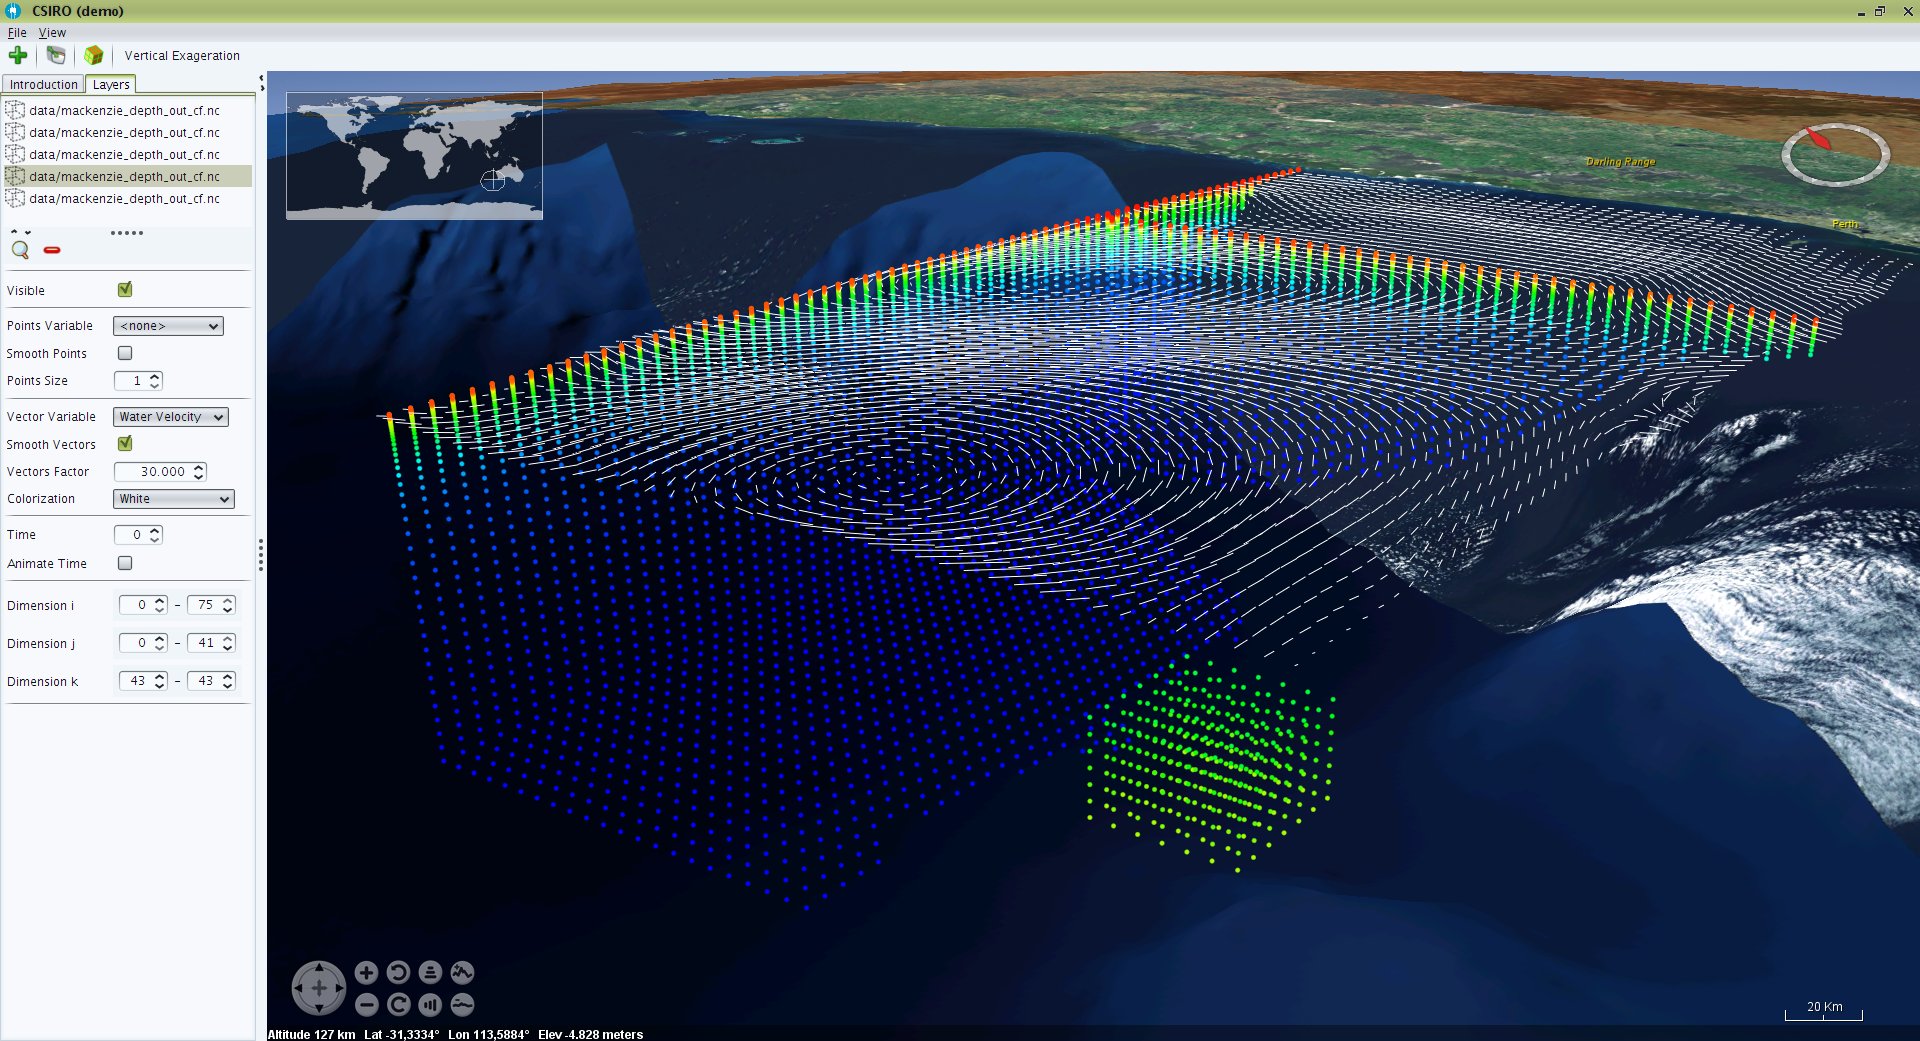 CSIRO (demo)
File View
Vertical Exageration
Introduction Layers
data/mackenzie_depth_out_cf.nc
data/mackenzie_depth_out_cf.nc
data/mackenzie_depth_out_cf.nc
data/mackenzie_depth_out_cf.nc
data/mackenzie_depth_out_cf.nc
Visible
Points Variable <none>
Smooth Points
Points Size 1
Vector Variable Water Velocity
Smooth Vectors
Vectors Factor 30.000
Colorization White
Time 0
Animate Time
Dimension i 0 - 75
Dimension j 0 - 41
Dimension k 43 - 43
Darling Range
Perth
20 Km
Altitude 127 km Lat -31,3334° Lon 113,5884° Elev -4.828 meters